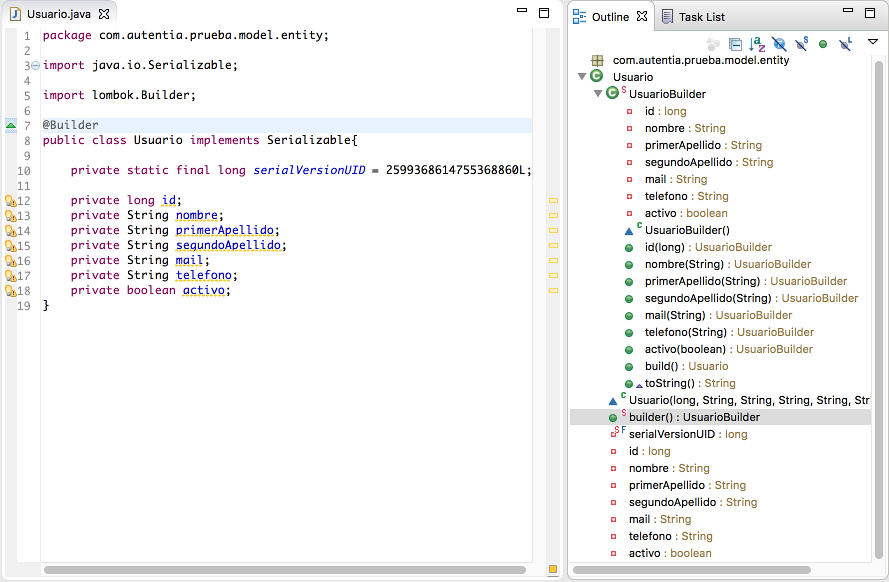 Usuario.java
1 package com.autentia.prueba.model.entity;
2
3 import java.io.Serializable;
4
5 import lombok.Builder;
6
7 @Builder
8 public class Usuario implements Serializable{
9
10 private static final long serialVersionUID = 2599368614755368860L;
11
12 private long id;
13 private String nombre;
14 private String primerApellido;
15 private String segundoApellido;
16 private String mail;
17 private String telefono;
18 private boolean activo;
19 }
Outline
Task List
com.autentia.prueba.model.entity
Usuario
UsuarioBuilder
id : long
nombre : String
primerApellido : String
segundoApellido : String
mail : String
telefono : String
activo : boolean
UsuarioBuilder()
id(long) : UsuarioBuilder
nombre(String) : UsuarioBuilder
primerApellido(String) : UsuarioBuilder
segundoApellido(String) : UsuarioBuilder
mail(String) : UsuarioBuilder
telefono(String) : UsuarioBuilder
activo(boolean) : UsuarioBuilder
build() : Usuario
toString() : String
Usuario(long, String, String, String, String, Stri
builder() : UsuarioBuilder
serialVersionUID : long
id : long
nombre : String
primerApellido : String
segundoApellido : String
mail : String
telefono : String
activo : boolean